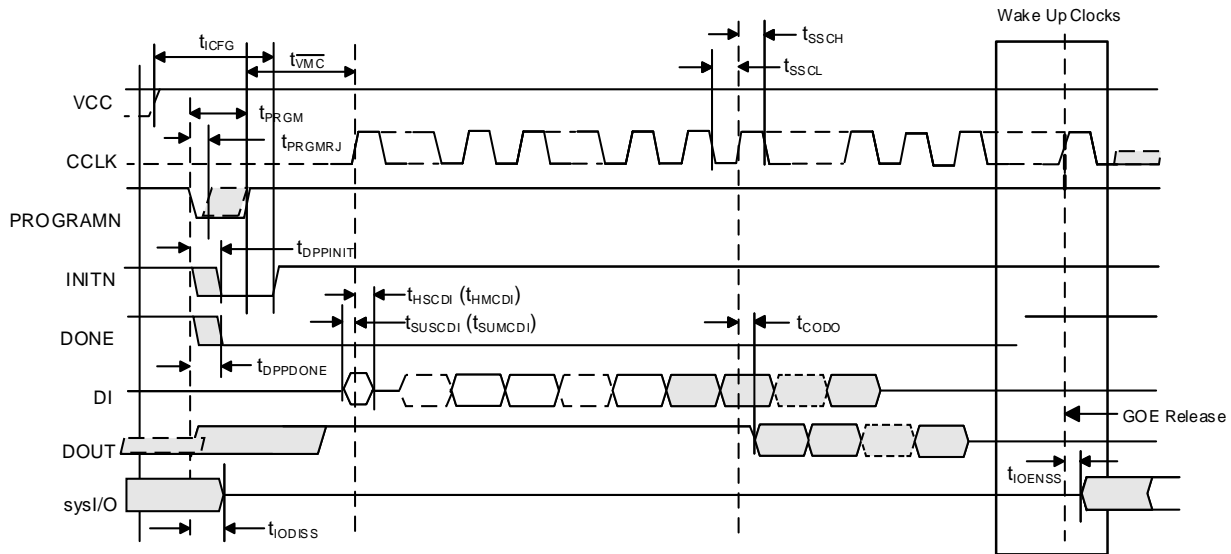 Wake Up Clocks
tSSCH
tICFG
tVMC
tSSCL
VCC
tPRGM
tPRGMRJ
CCLK
PROGRAMN
tDPPINIT
INITN
tHSCDI (tHMCDI)
tSUSCDI (tSUMCDI)
tCODO
DONE
tDPPDONE
DI
GOE Release
DOUT
tIOENSS
sysI/O
tIODISS